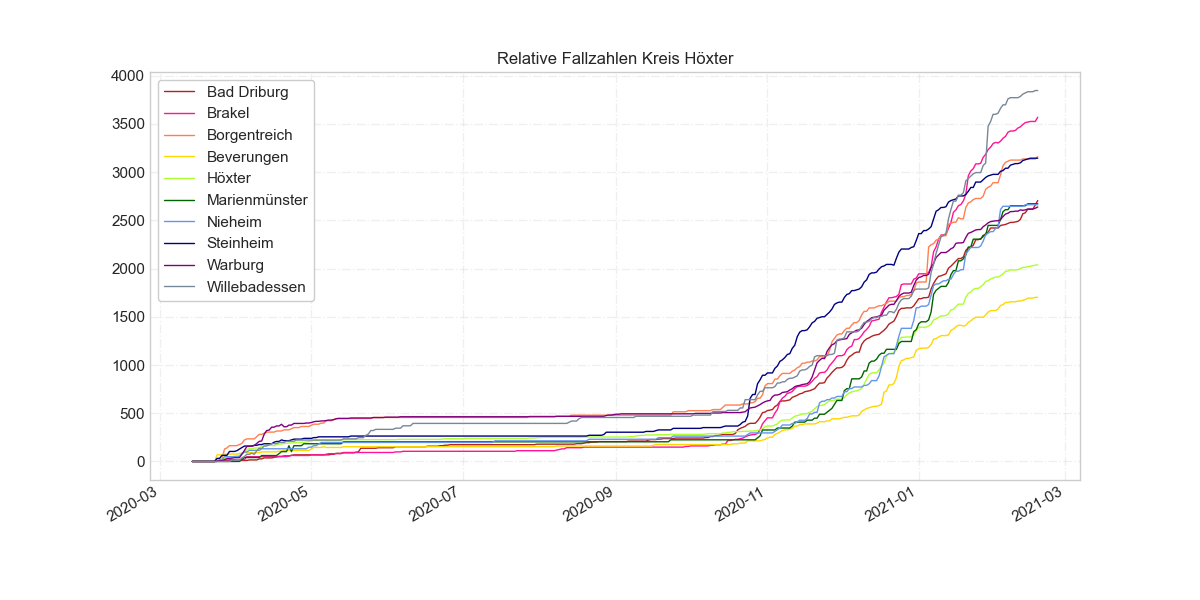 Relative Fallzahlen Kreis Höxter
4000
3500
3000
2500
2000
1500
1000
500
0
Bad Driburg
Brakel
Borgentreich
Beverungen
Höxter
Marienmünster
Nieheim
Steinheim
Warburg
Willebadessen
2020-03
2020-05
2020-07
2020-09
2020-11
2021-01
2021-03